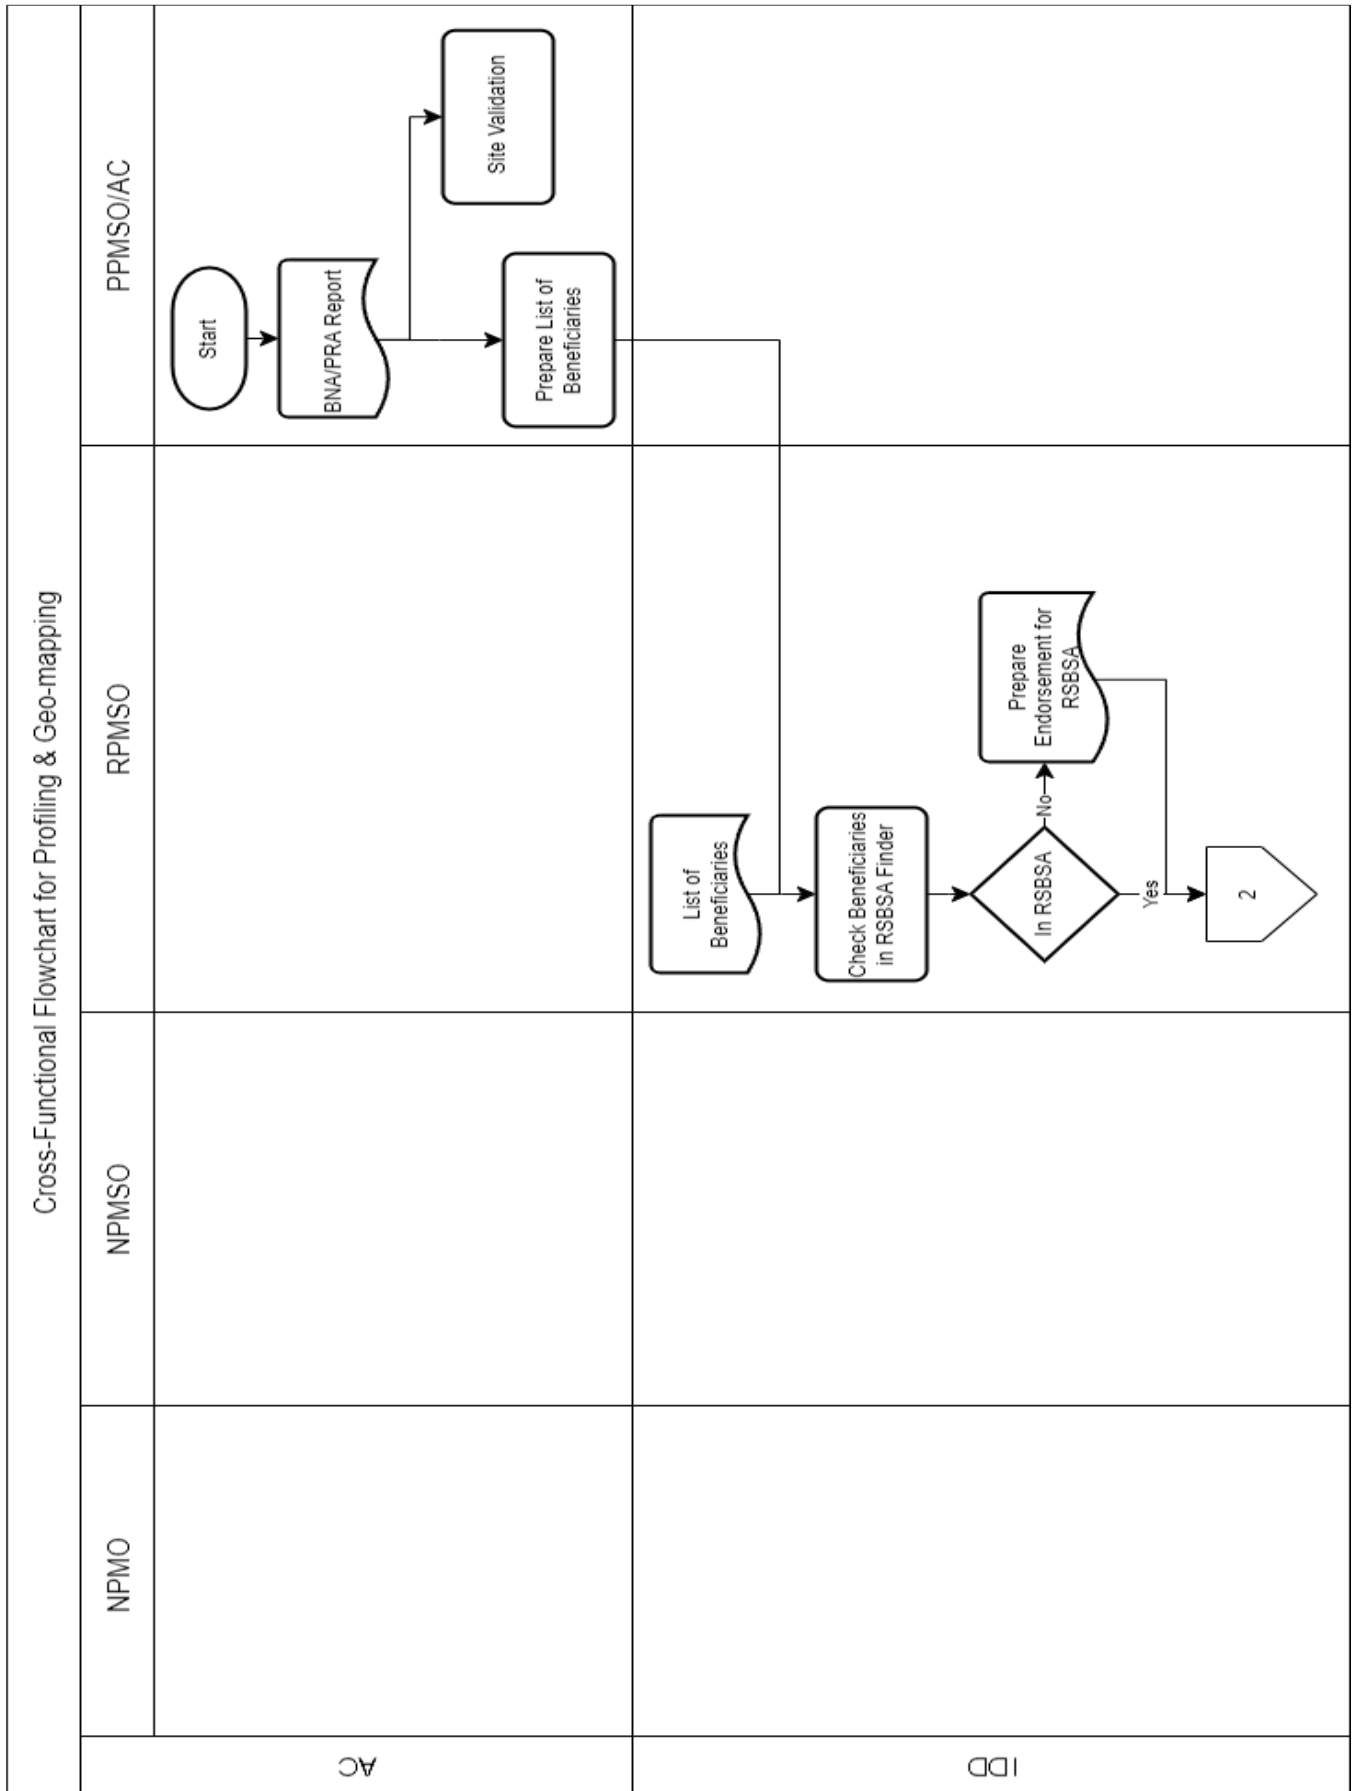 Cross-Functional Flowchart for Profiling & Geo-mapping
NPMO
NPMSO
RPMSO
PPMSO/AC
AC
Start
BNA/PRA Report
Site Validation
Prepare List of
Beneficiaries
IDD
List of
Beneficiaries
Check Beneficiaries
in RSBSA Finder
In RSBSA
No
Prepare
Endorsement for
RSBSA
Yes
2